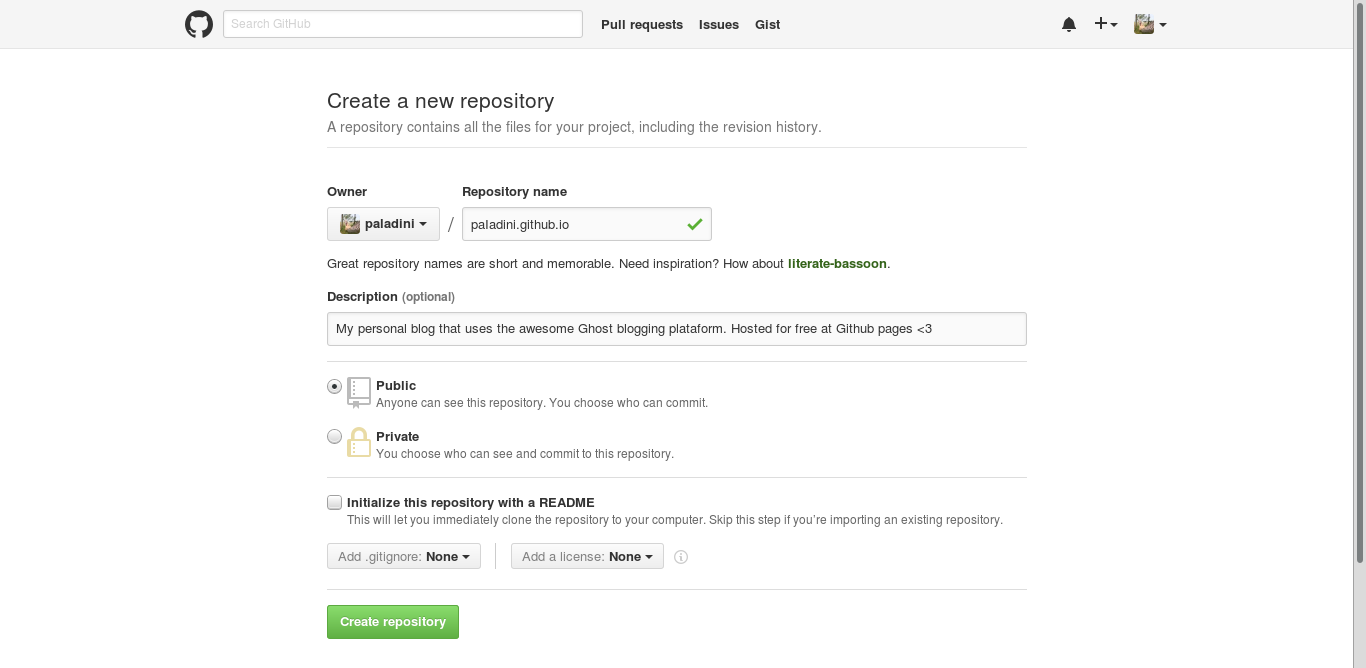 Search GitHub
Pull requests Issues Gist
Create a new repository
A repository contains all the files for your project, including the revision history.
Owner Repository name
paladini / paladini.github.io
Great repository names are short and memorable. Need inspiration? How about literate-bassoon.
Description (optional)
My personal blog that uses the awesome Ghost blogging plataform. Hosted for free at Github pages <3
Public
Anyone can see this repository. You choose who can commit.
Private
You choose who can see and commit to this repository.
Initialize this repository with a README
This will let you immediately clone the repository to your computer. Skip this step if you’re importing an existing repository.
Add .gitignore: None Add a license: None
Create repository